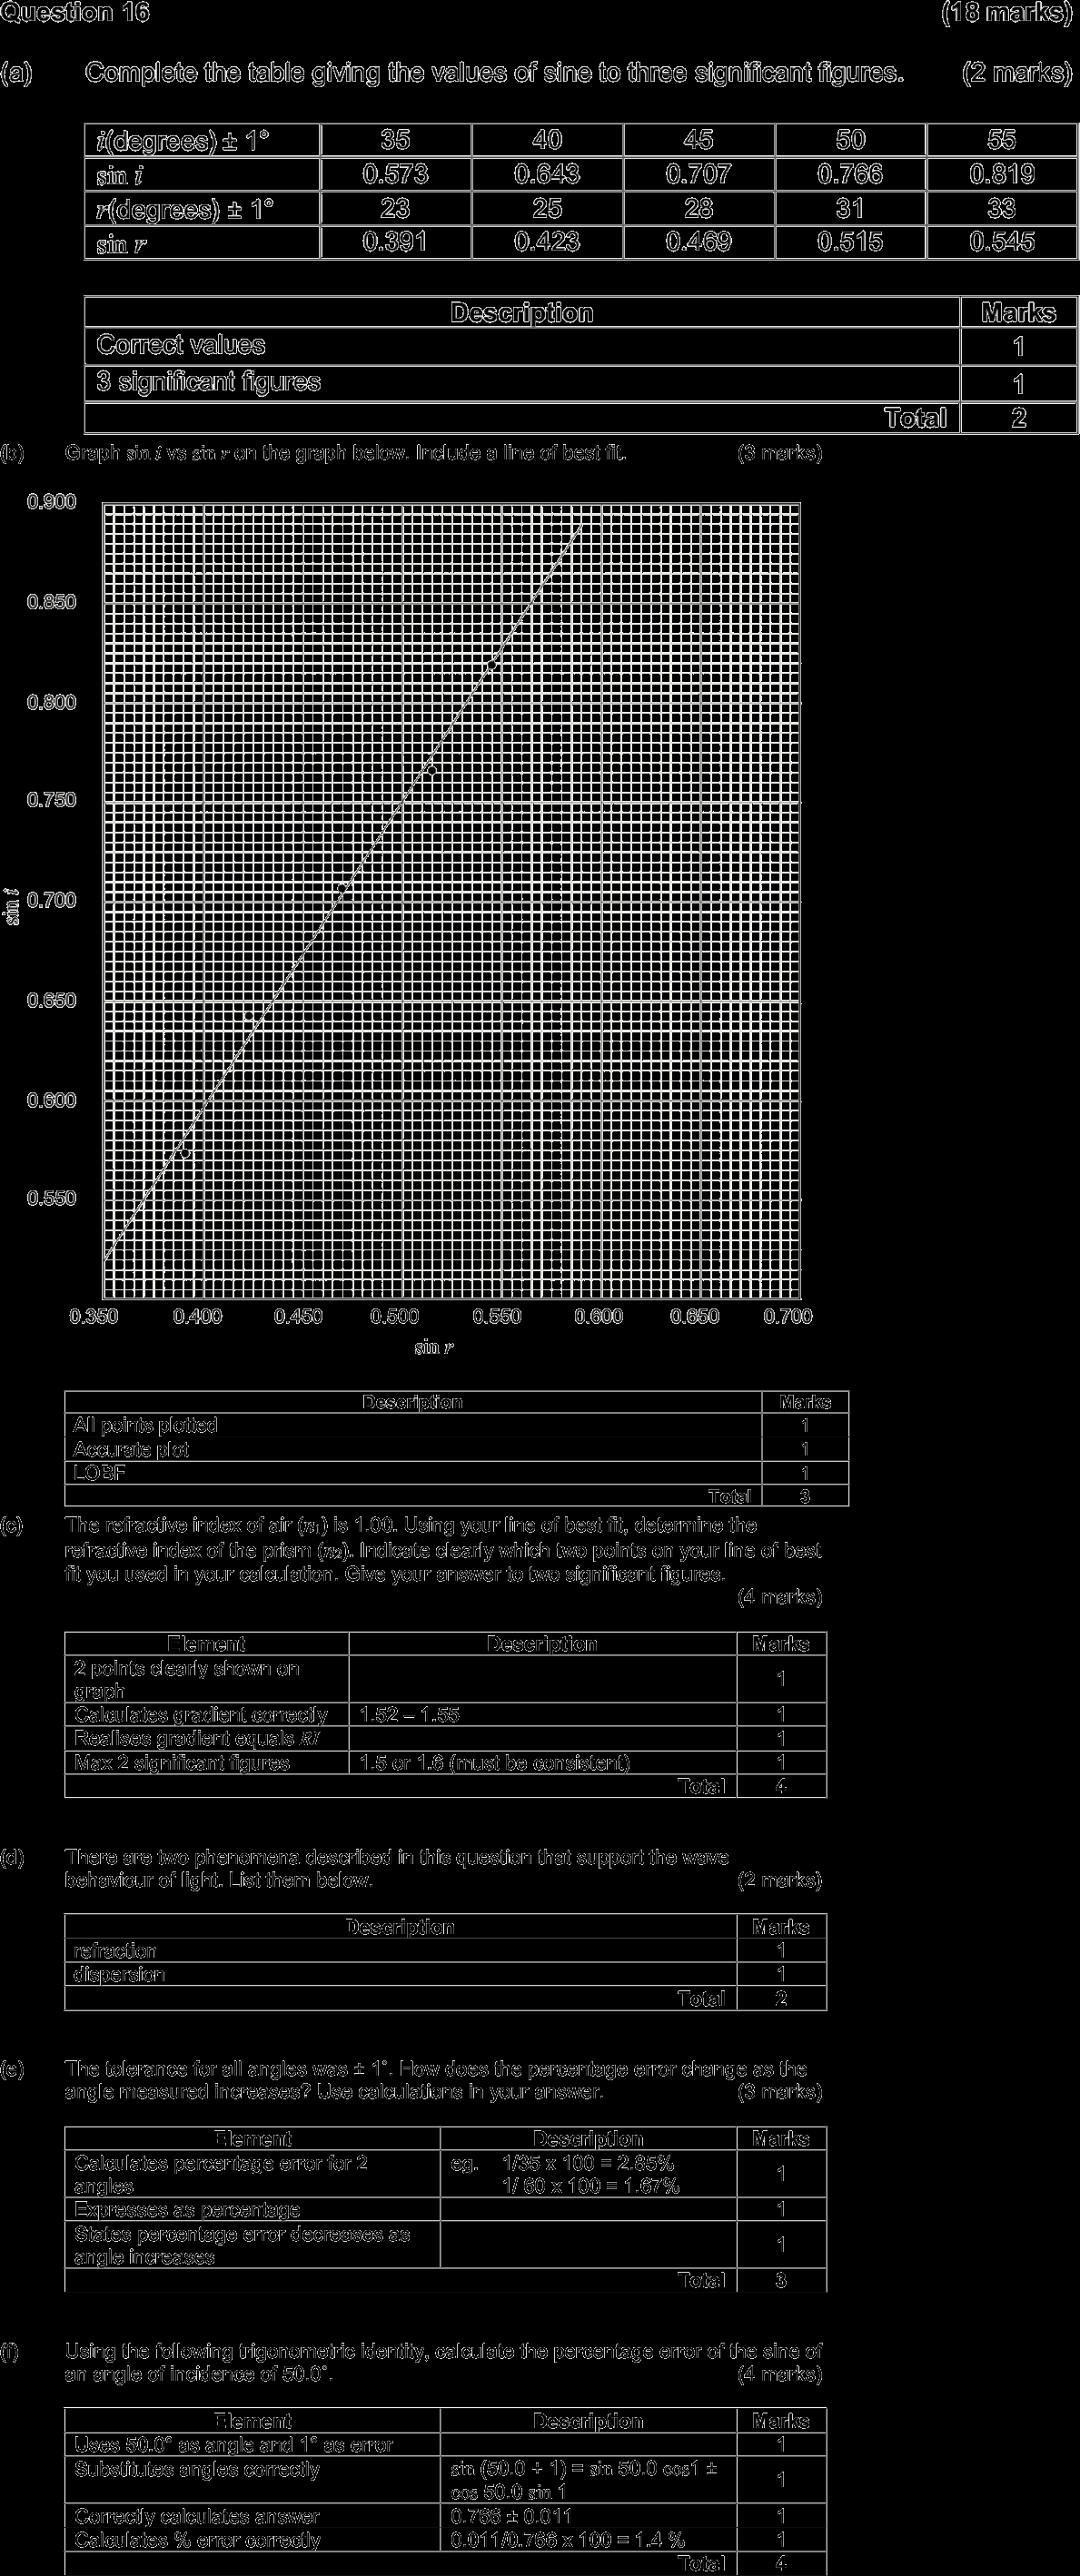 Question 16 (18 marks)
(a) Complete the table giving the values of sine to three significant figures. (2 marks)
i(degrees) ± 1° 35 40 45 50 55
sin i 0.573 0.643 0.707 0.766 0.819
r(degrees) ± 1° 23 25 28 31 33
sin r 0.391 0.423 0.469 0.515 0.545
Description Marks
Correct values 1
3 significant figures 1
Total 2
(b) Graph sin i vs sin r on the graph below. Include a line of best fit. (3 marks)
0.900
0.850
0.800
0.750
sin i
0.700
0.650
0.600
0.550
0.350 0.400 0.450 0.500 0.550 0.600 0.650 0.700
sin r
Description Marks
All points plotted 1
Accurate plot 1
LOBF 1
Total 3
(c) The refractive index of air (n1) is 1.00. Using your line of best fit, determine the
refractive index of the prism (n2). Indicate clearly which two points on your line of best
fit you used in your calculation. Give your answer to two significant figures.
(4 marks)
Element Description Marks
2 points clearly shown on
graph 1
Calculates gradient correctly 1.52 – 1.55 1
Realises gradient equals RI 1
Max 2 significant figures 1.5 or 1.6 (must be consistent) 1
Total 4
(d) There are two phenomena described in this question that support the wave
behaviour of light. List them below. (2 marks)
Description Marks
refraction 1
dispersion 1
Total 2
(e) The tolerance for all angles was ± 1°. How does the percentage error change as the
angle measured increases? Use calculations in your answer. (3 marks)
Element Description Marks
Calculates percentage error for 2 eg. 1/35 x 100 = 2.85%
angles 1/ 60 x 100 = 1.67% 1
Expresses as percentage 1
States percentage error decreases as
angle increases 1
Total 3
(f) Using the following trigonometric identity, calculate the percentage error of the sine of
an angle of incidence of 50.0°. (4 marks)
Element Description Marks
Uses 50.0° as angle and 1° as error 1
Substitutes angles correctly sin (50.0 + 1) = sin 50.0 cos1 ±
cos 50.0 sin 1 1
Correctly calculates answer 0.766 ± 0.011 1
Calculates % error correctly 0.011/0.766 x 100 = 1.4 % 1
Total 4